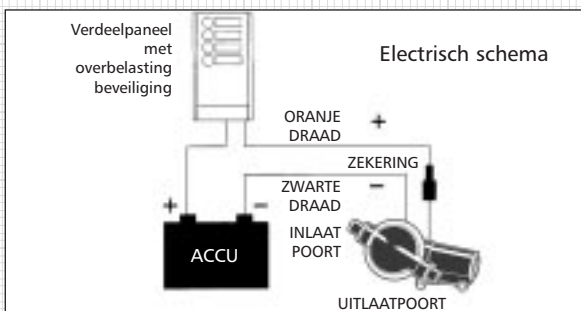 Verdeelpaneel
met
overbelasting
beveiliging
Electrisch schema
ORANJE
DRAAD
+
ZEKERING
+
–
ZWARTE
DRAAD
–
INLAAT
POORT
ACCU
UITLAATPOORT